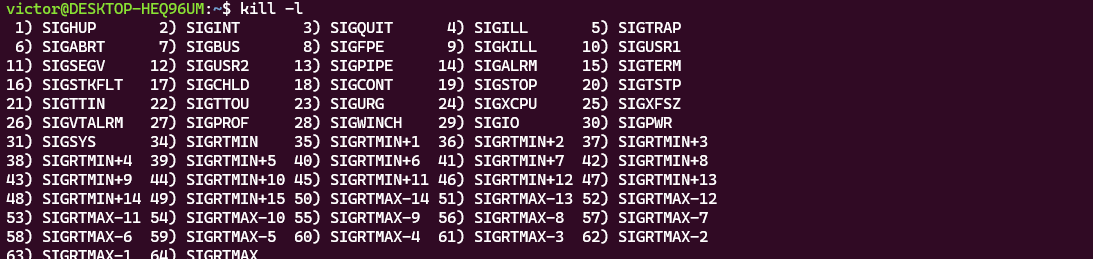 victor@DESKTOP-HEQ96UM:~$ kill -l
 1) SIGHUP       2) SIGINT       3) SIGQUIT      4) SIGILL       5) SIGTRAP
 6) SIGABRT      7) SIGBUS       8) SIGFPE       9) SIGKILL     10) SIGUSR1
11) SIGSEGV     12) SIGUSR2     13) SIGPIPE     14) SIGALRM     15) SIGTERM
16) SIGSTKFLT   17) SIGCHLD     18) SIGCONT     19) SIGSTOP     20) SIGTSTP
21) SIGTTIN     22) SIGTTOU     23) SIGURG      24) SIGXCPU     25) SIGXFSZ
26) SIGVTALRM   27) SIGPROF     28) SIGWINCH    29) SIGIO       30) SIGPWR
31) SIGSYS      34) SIGRTMIN    35) SIGRTMIN+1  36) SIGRTMIN+2  37) SIGRTMIN+3
38) SIGRTMIN+4  39) SIGRTMIN+5  40) SIGRTMIN+6  41) SIGRTMIN+7  42) SIGRTMIN+8
43) SIGRTMIN+9  44) SIGRTMIN+10 45) SIGRTMIN+11 46) SIGRTMIN+12 47) SIGRTMIN+13
48) SIGRTMIN+14 49) SIGRTMIN+15 50) SIGRTMAX-14 51) SIGRTMAX-13 52) SIGRTMAX-12
53) SIGRTMAX-11 54) SIGRTMAX-10 55) SIGRTMAX-9  56) SIGRTMAX-8  57) SIGRTMAX-7
58) SIGRTMAX-6  59) SIGRTMAX-5  60) SIGRTMAX-4  61) SIGRTMAX-3  62) SIGRTMAX-2
63) SIGRTMAX-1  64) SIGRTMAX